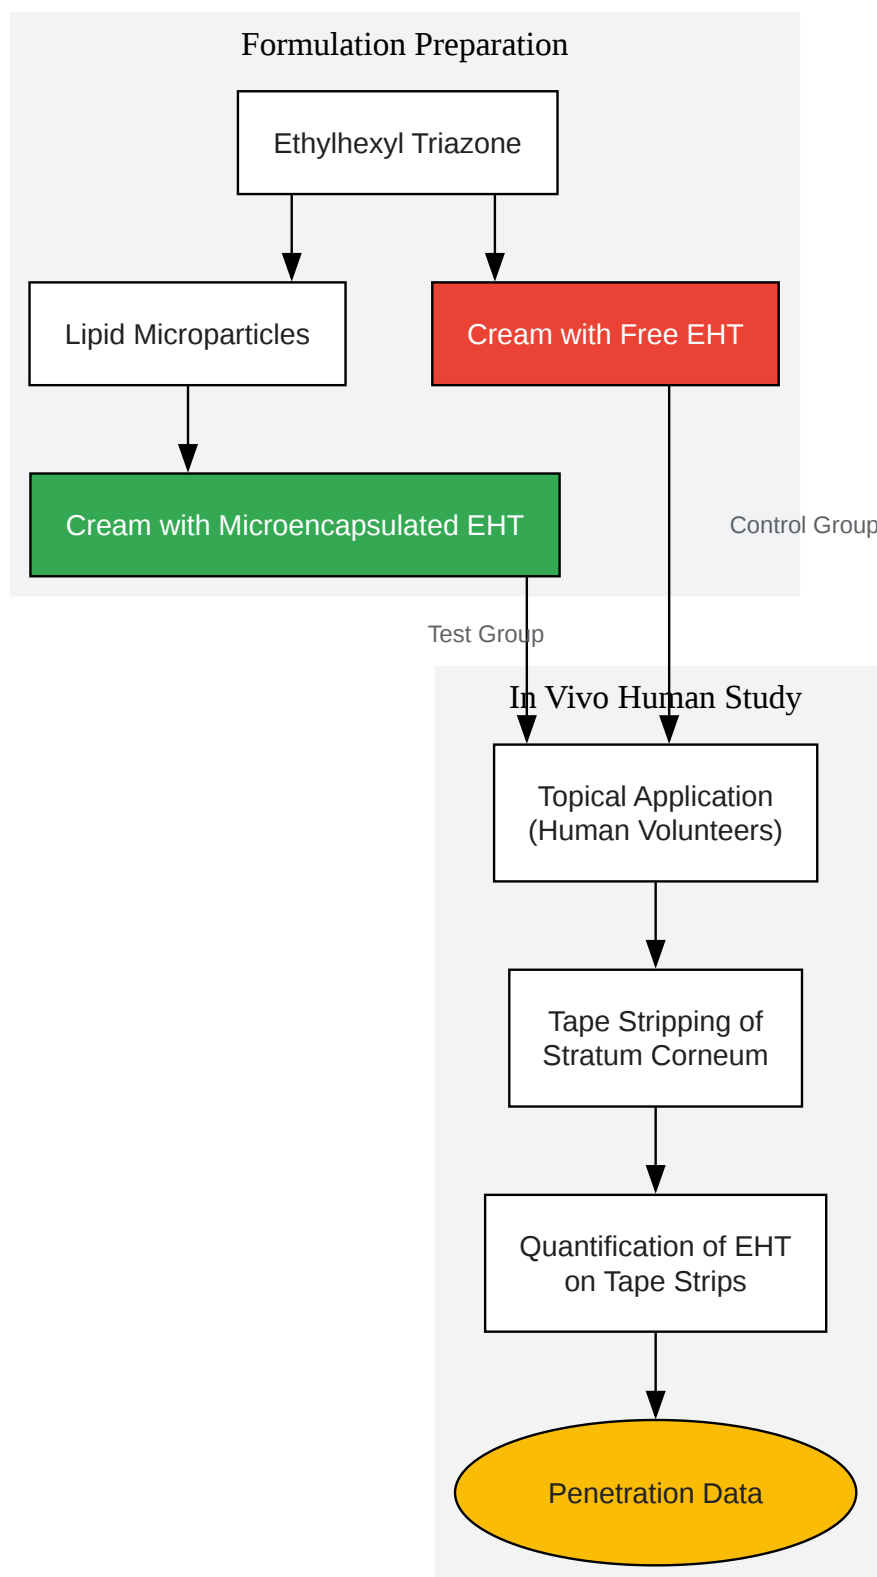 Formulation Preparation
Ethylhexyl Triazone
Lipid Microparticles
Cream with Free EHT
Cream with Microencapsulated EHT
Control Group
Test Group
In Vivo Human Study
Topical Application
(Human Volunteers)
Tape Stripping of
Stratum Corneum
Quantification of EHT
on Tape Strips
Penetration Data